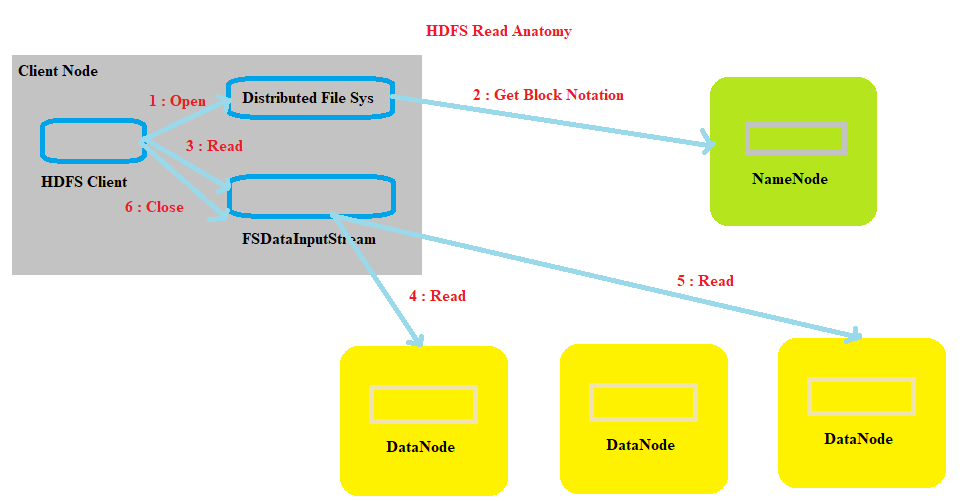 HDFS Read Anatomy
Client Node
1 : Open
Distributed File Sys
2 : Get Block Notation
3 : Read
HDFS Client
NameNode
6 : Close
FSDataInputStream
4 : Read
5 : Read
DataNode
DataNode
DataNode